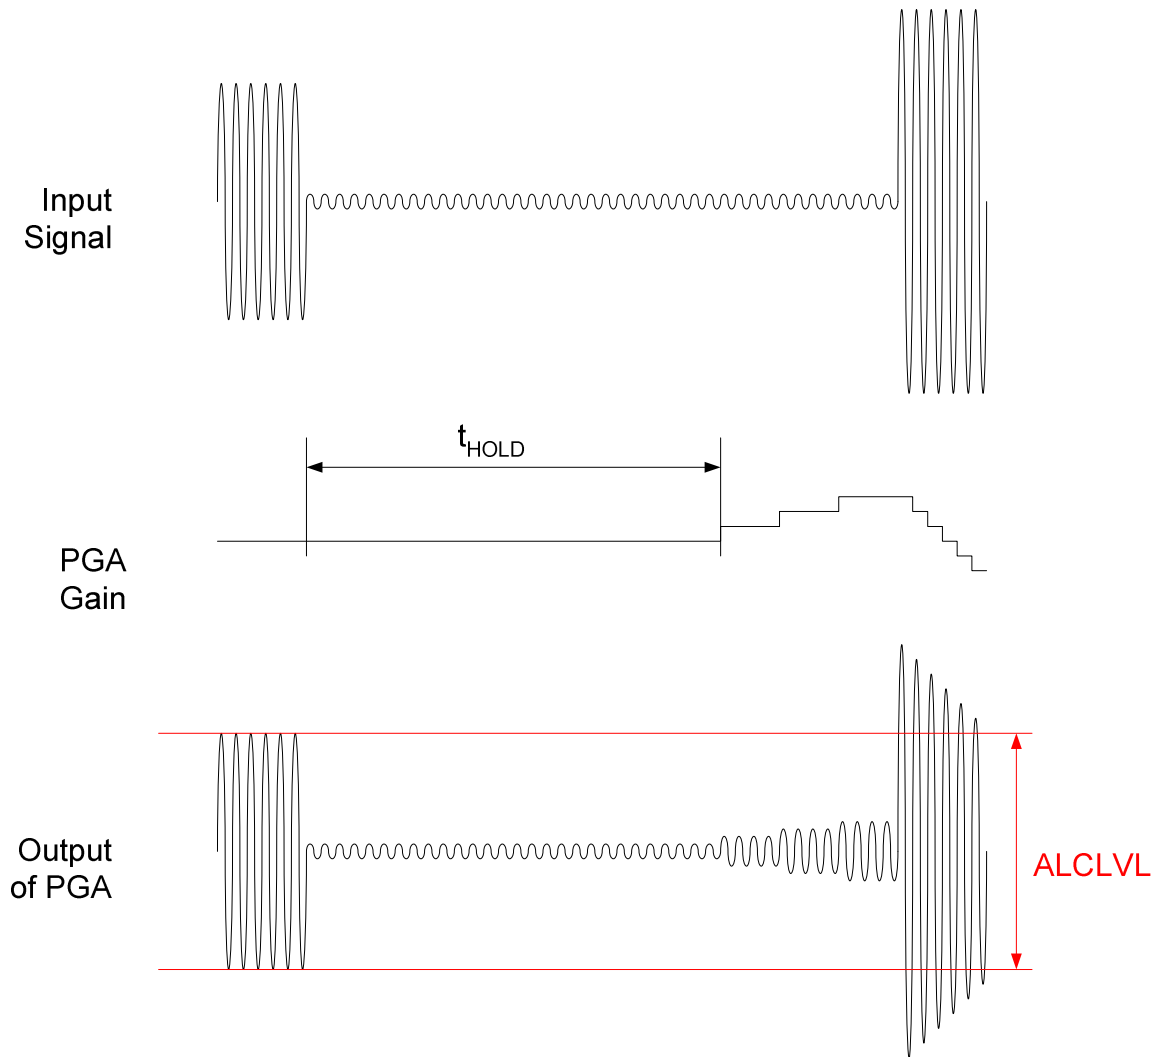 Input
Signal
tHOLD
PGA
Gain
Output
of PGA
ALCLVL